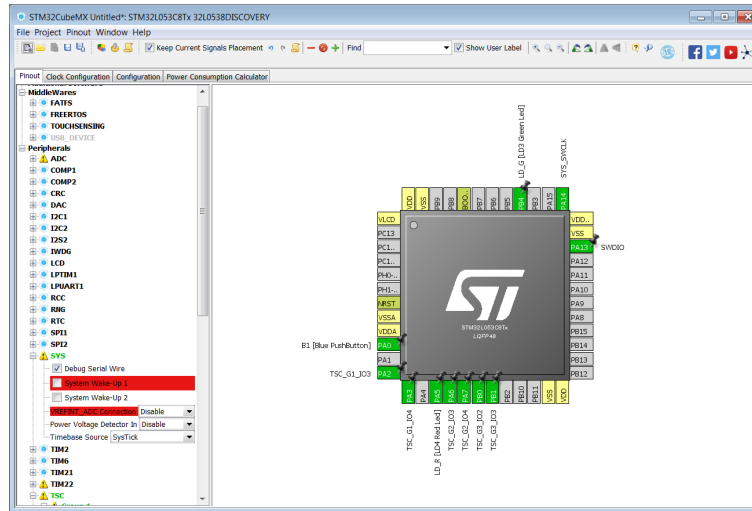 STM32CubeMX Untitled*: STM32L053C8Tx 32L0538DISCOVERY
File Project Pinout Window Help
Keep Current Signals Placement
Find
Show User Label
Pinout
Clock Configuration
Configuration
Power Consumption Calculator
MiddleWares
FATFS
FREERTOS
TOUCHSENSING
USB_DEVICE
Peripherals
ADC
COMP1
COMP2
CRC
DAC
I2C1
I2C2
I2S2
IWDG
LCD
LPTIM1
LPUART1
RCC
RNG
RTC
SPI1
SPI2
SYS
Debug Serial Wire
System Wake-Up 1
System Wake-Up 2
VREFINT_ADC Connection Disable
Power Voltage Detector In Disable
Timebase Source SysTick
TIM2
TIM6
TIM21
TIM22
TSC
LD_G [LD3 Green Led]
SYS_SWCLK
VDD
VSS
PB9
PB8
BOO..
PB7
PB6
PB5
PB4
PB3
PA15
PA14
VLCD
PC13
PC1..
PC1..
PH0-..
PH1-..
NRST
VSSA
VDDA
B1 [Blue PushButton]
PA0
PA1
TSC_G1_IO3
PA2
VDD..
VSS
PA13
SWDIO
PA12
PA11
PA10
PA9
PA8
PB15
PB14
PB13
PB12
STM32L053C8Tx
LQFP48
PA3
PA4
PA5
PA6
PA7
PB0
PB1
PB2
PB10
PB11
VSS
VDD
TSC_G1_IO4
LD_R [LD4 Red Led]
TSC_G2_IO3
TSC_G2_IO4
TSC_G3_IO2
TSC_G3_IO3